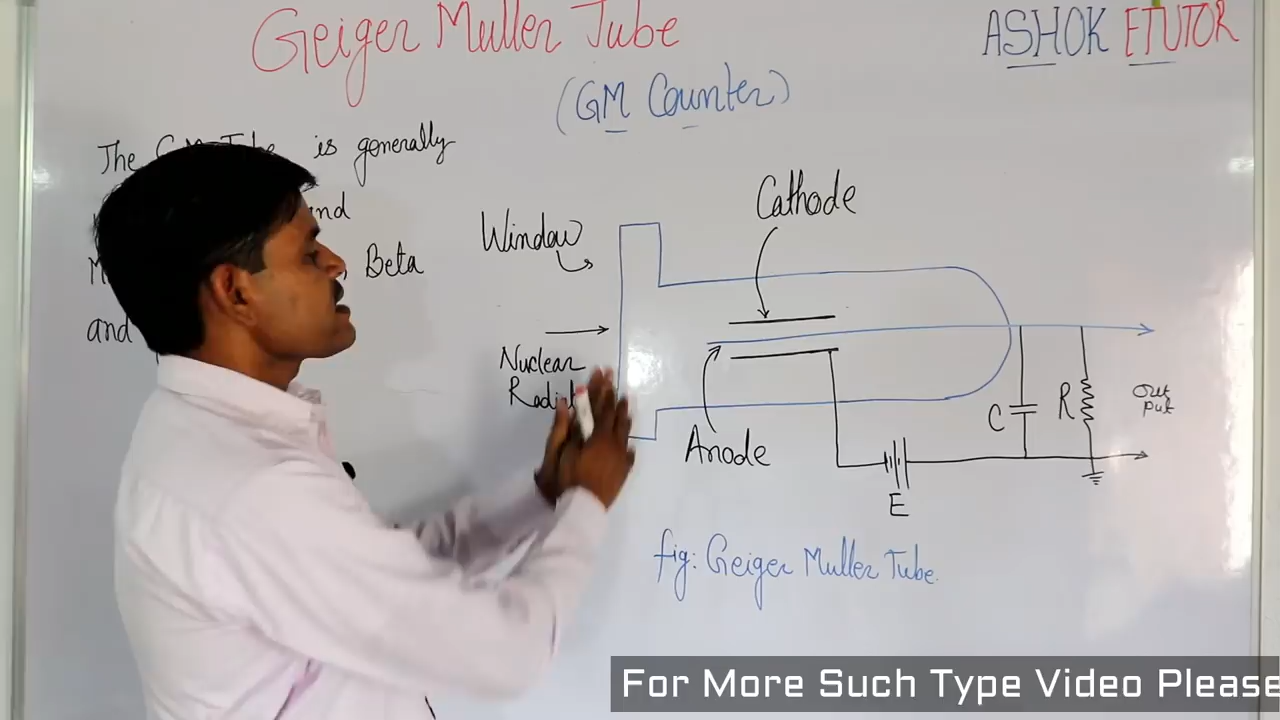 Geiger Muller Tube
ASHOK ETUTOR
(GM Counter)
The is generally
and
Beta
and
Window
Cathode
Nuclear
Anode
C
R
Out
Put
E
fig: Geiger Muller Tube.
For More Such Type Video Please